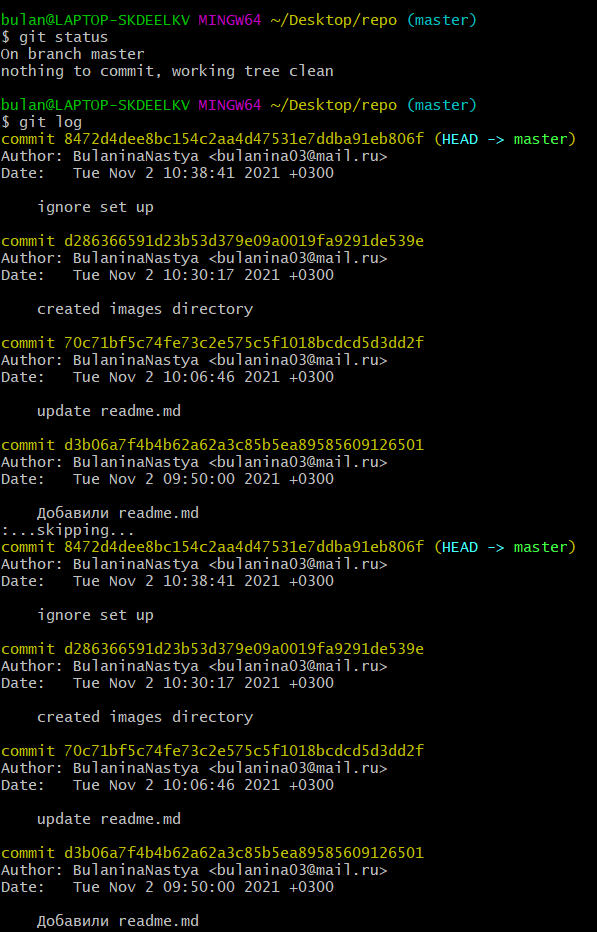 bulan@LAPTOP-SKDEELKV MINGW64 ~/Desktop/repo (master)
$ git status
On branch master
nothing to commit, working tree clean

bulan@LAPTOP-SKDEELKV MINGW64 ~/Desktop/repo (master)
$ git log
commit 8472d4dee8bc154c2aa4d47531e7ddba91eb806f (HEAD -> master)
Author: BulaninaNastya <bulanina03@mail.ru>
Date:   Tue Nov 2 10:38:41 2021 +0300

    ignore set up

commit d286366591d23b53d379e09a0019fa9291de539e
Author: BulaninaNastya <bulanina03@mail.ru>
Date:   Tue Nov 2 10:30:17 2021 +0300

    created images directory

commit 70c71bf5c74fe73c2e575c5f1018bcdcd5d3dd2f
Author: BulaninaNastya <bulanina03@mail.ru>
Date:   Tue Nov 2 10:06:46 2021 +0300

    update readme.md

commit d3b06a7f4b4b62a62a3c85b5ea89585609126501
Author: BulaninaNastya <bulanina03@mail.ru>
Date:   Tue Nov 2 09:50:00 2021 +0300

    Добавили readme.md
:...skipping...
commit 8472d4dee8bc154c2aa4d47531e7ddba91eb806f (HEAD -> master)
Author: BulaninaNastya <bulanina03@mail.ru>
Date:   Tue Nov 2 10:38:41 2021 +0300

    ignore set up

commit d286366591d23b53d379e09a0019fa9291de539e
Author: BulaninaNastya <bulanina03@mail.ru>
Date:   Tue Nov 2 10:30:17 2021 +0300

    created images directory

commit 70c71bf5c74fe73c2e575c5f1018bcdcd5d3dd2f
Author: BulaninaNastya <bulanina03@mail.ru>
Date:   Tue Nov 2 10:06:46 2021 +0300

    update readme.md

commit d3b06a7f4b4b62a62a3c85b5ea89585609126501
Author: BulaninaNastya <bulanina03@mail.ru>
Date:   Tue Nov 2 09:50:00 2021 +0300

    Добавили readme.md